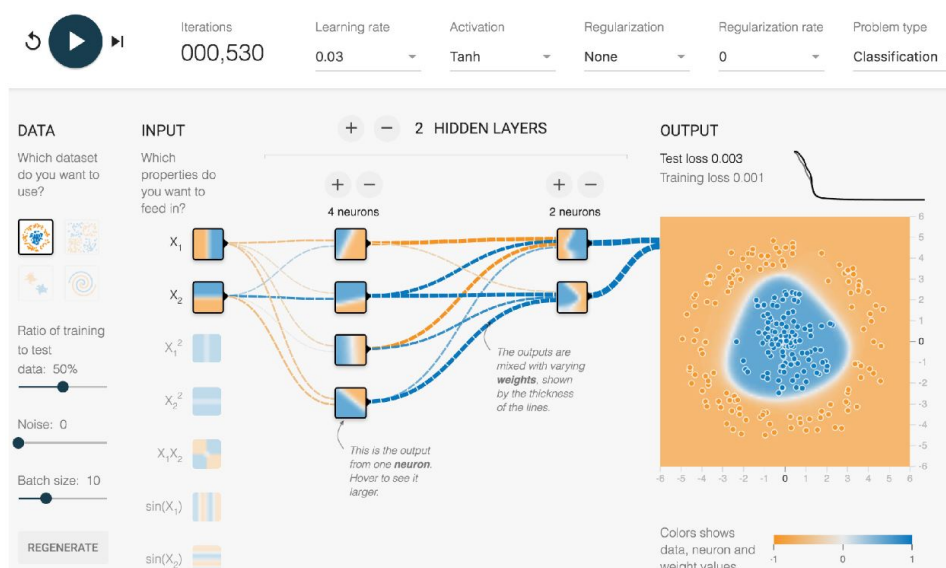 Iterations
000,530
Learning rate
0.03
Activation
Tanh
Regularization
None
Regularization rate
0
Problem type
Classification
DATA
Which dataset
do you want to
use?
Ratio of training
to test
data: 50%
Noise: 0
Batch size: 10
REGENERATE
INPUT
Which
properties do
you want to
feed in?
X₁
X₂
X₁²
X₂²
X₁X₂
sin(X₁)
sin(X₂)
+ − 2 HIDDEN LAYERS
+ −
4 neurons
+ −
2 neurons
This is the output
from one neuron.
Hover to see it
larger.
The outputs are
mixed with varying
weights, shown
by the thickness
of the lines.
OUTPUT
Test loss 0.003
Training loss 0.001
6
5
4
3
2
1
0
-1
-2
-3
-4
-5
-6
-6 -5 -4 -3 -2 -1 0 1 2 3 4 5 6
Colors shows
data, neuron and
weight values.
-1 0 1